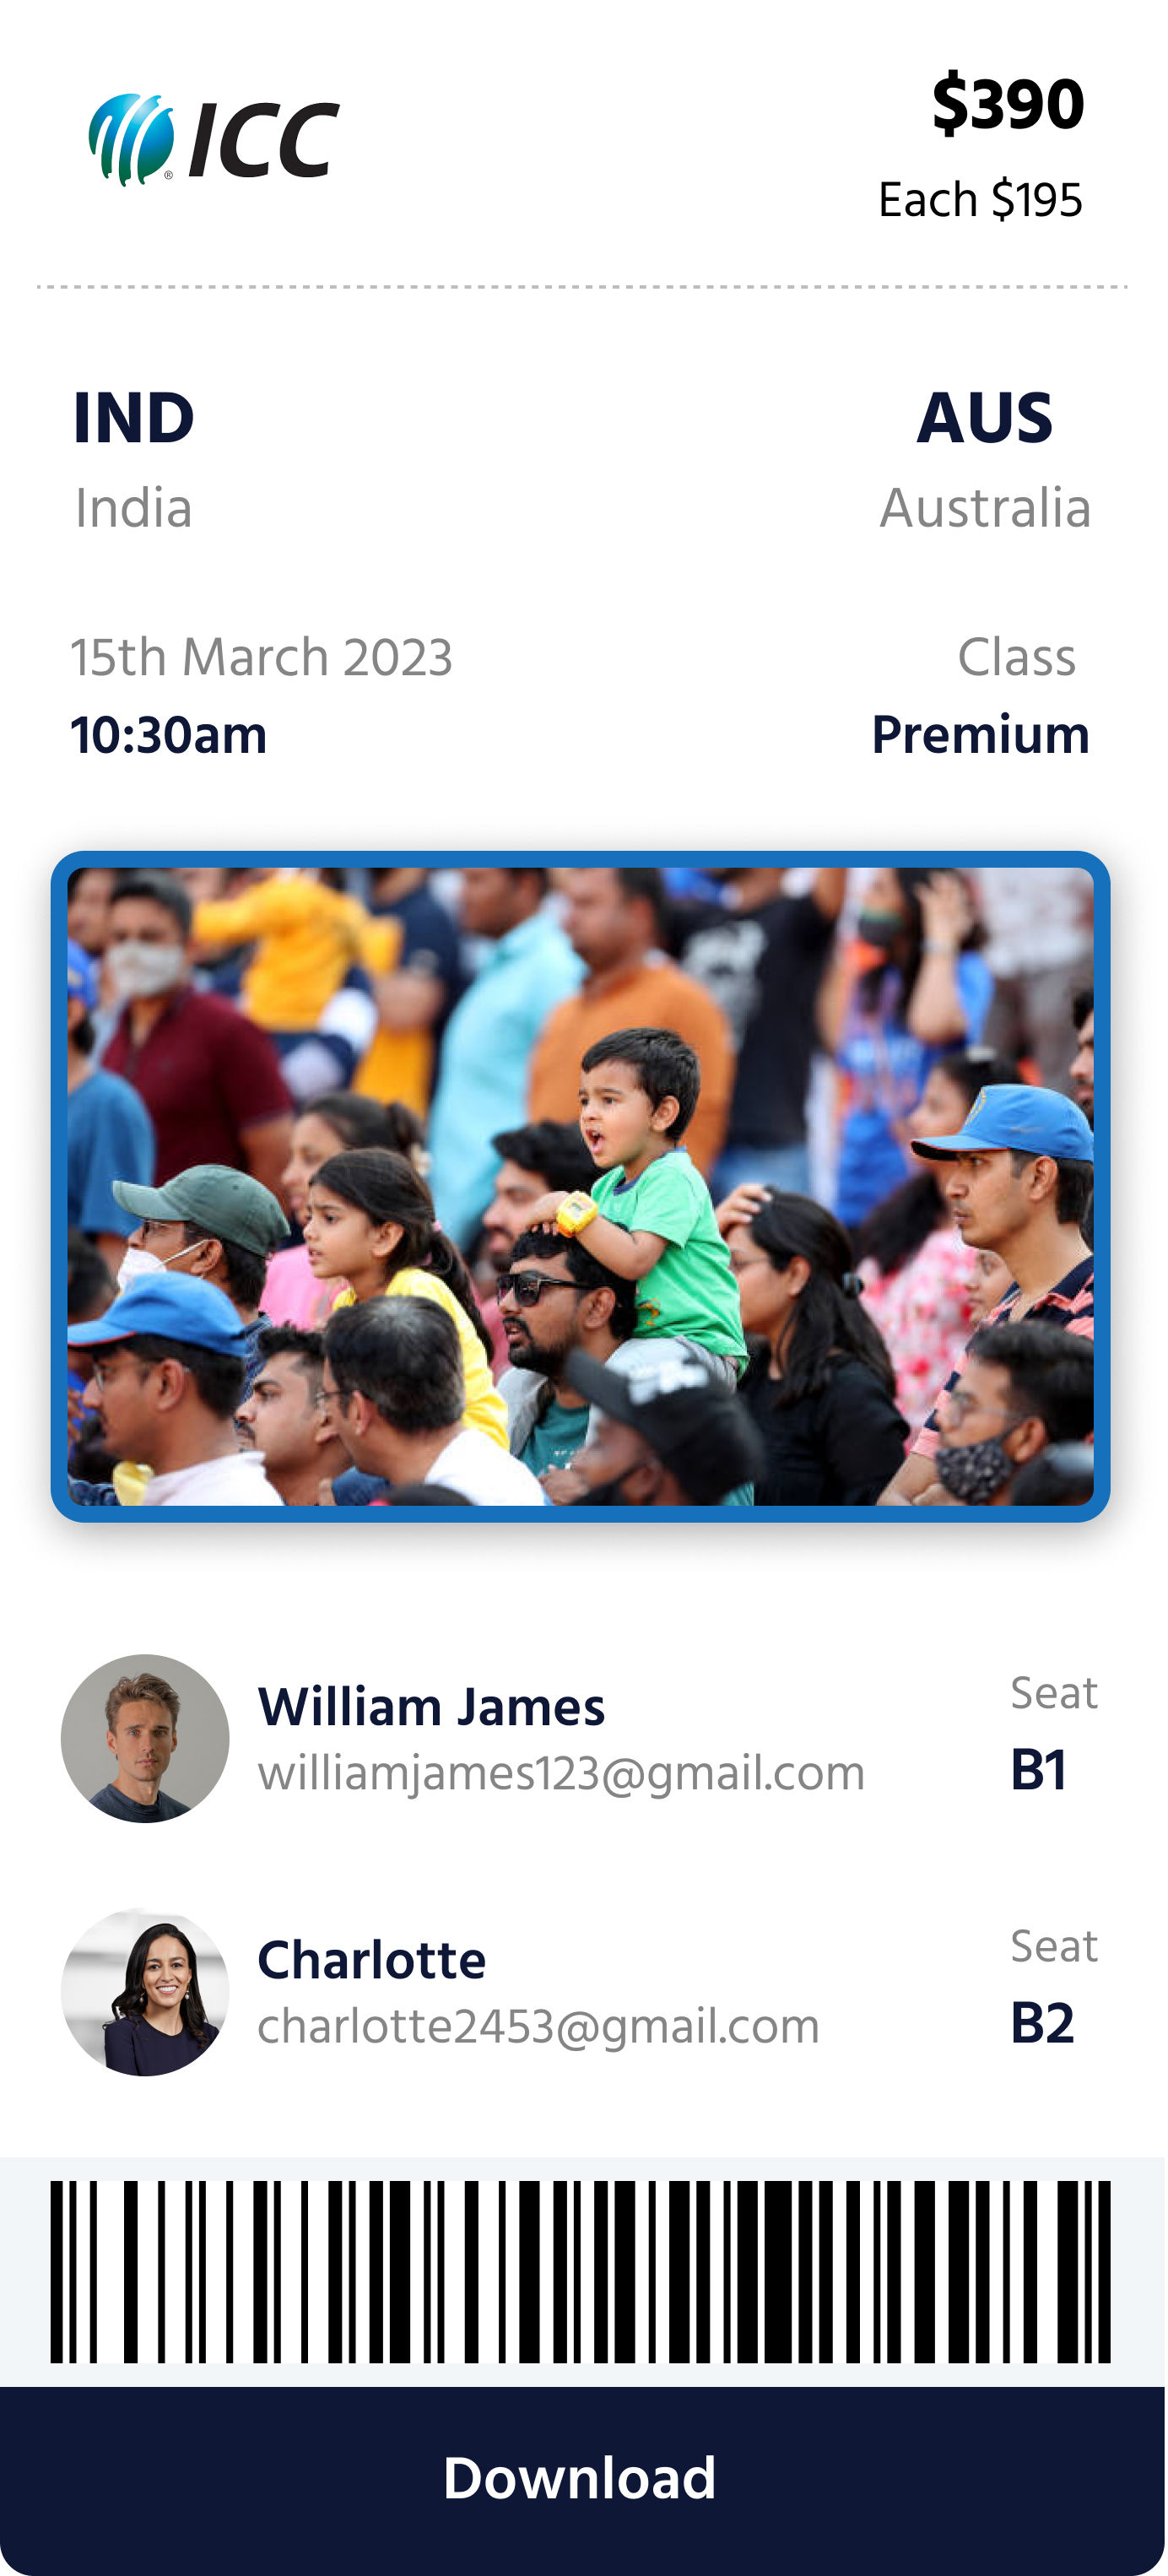 ICC
$390
Each $195
IND
AUS
India
Australia
15th March 2023
Class
10:30am
Premium
William James
williamjames123@gmail.com
Seat
B1
Charlotte
charlotte2453@gmail.com
Seat
B2
Download